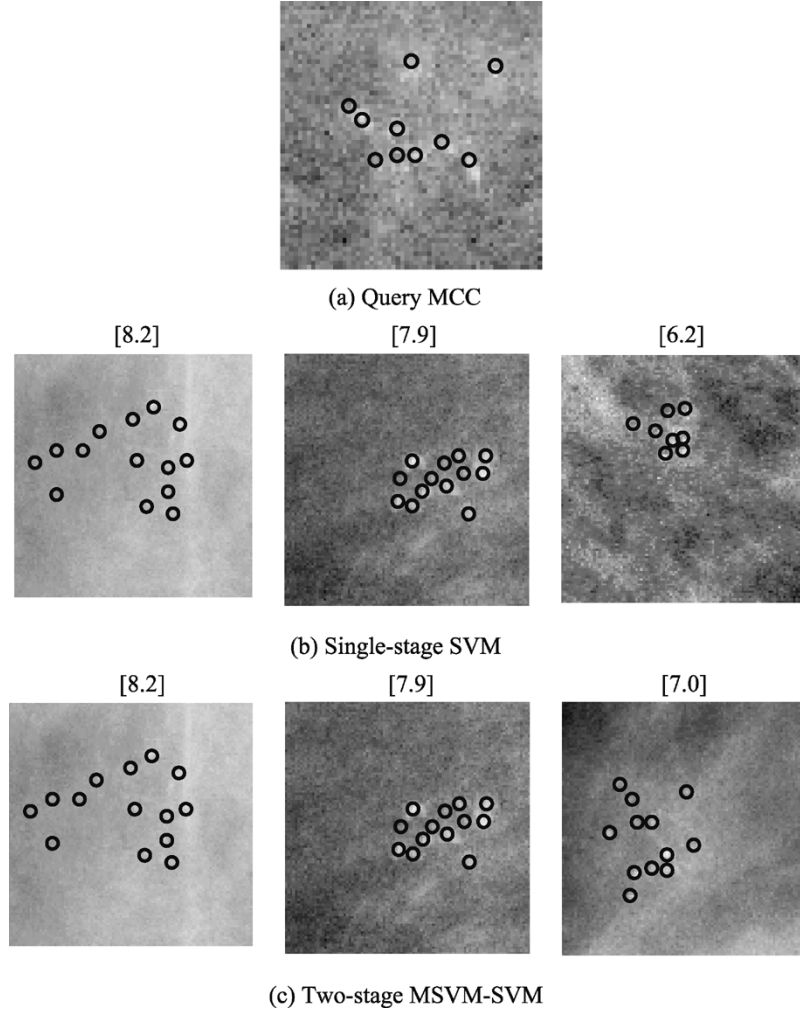 (a) Query MCC
[8.2] [7.9] [6.2]
(b) Single-stage SVM
[8.2] [7.9] [7.0]
(c) Two-stage MSVM-SVM